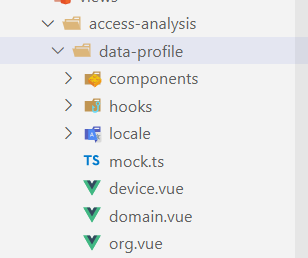 views
access-analysis
data-profile
components
hooks
locale
TS mock.ts
device.vue
domain.vue
org.vue